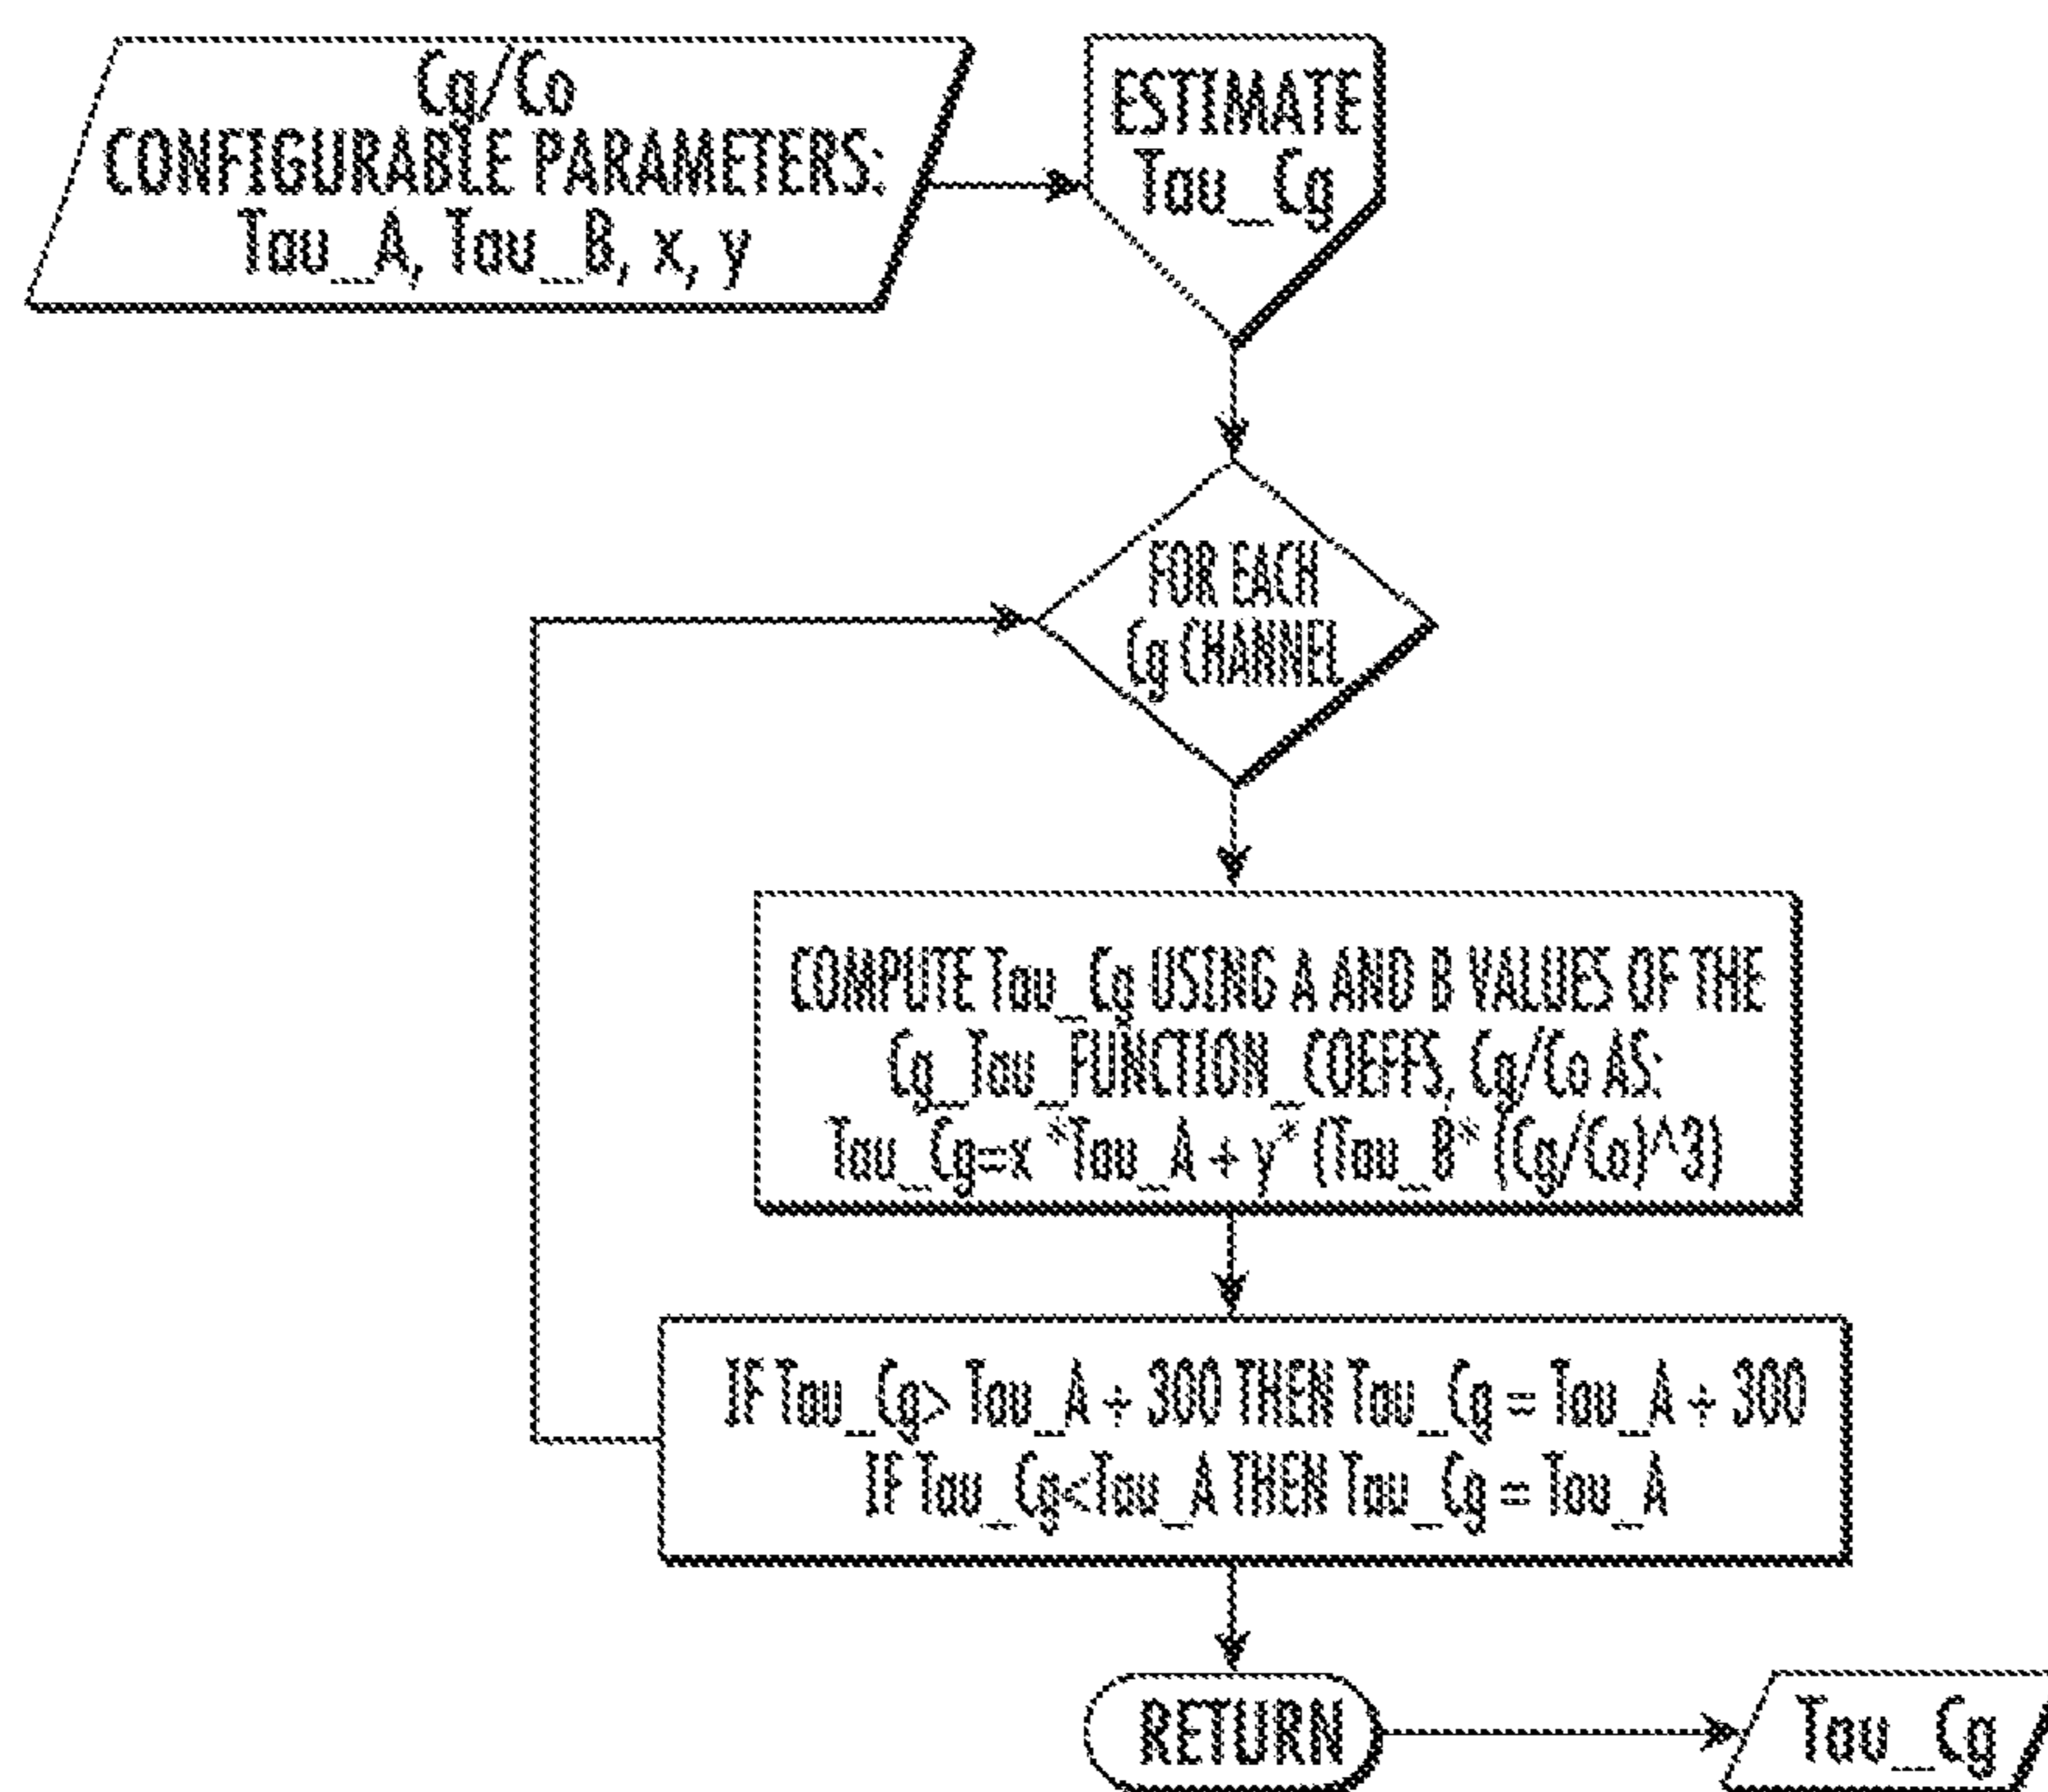 Cg/Co
CONFIGURABLE PARAMETERS:
Tau_A, Tau_B, x, y
ESTIMATE
Tau_Cg
FOR EACH
Cg CHANNEL
COMPUTE Tau_Cg USING A AND B VALUES OF THE
Cg_Tau_FUNCTION_COEFFS, Cg/Co AS:
Tau_Cg=x *Tau_A + y* (Tau_B* (Cg/Co)^3)
IF Tau_Cg> Tau_A + 300 THEN Tau_Cg = Tau_A + 300
IF Tau_Cg<Tau_A THEN Tau_Cg = Tau_A
RETURN
Tau_Cg